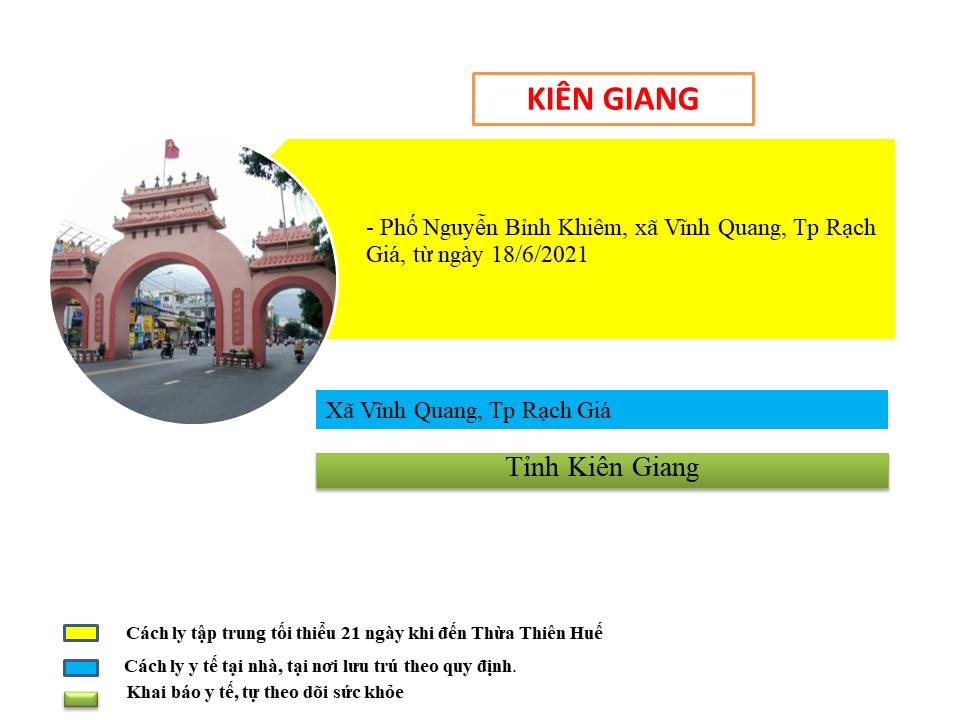 KIÊN GIANG
- Phố Nguyễn Bỉnh Khiêm, xã Vĩnh Quang, Tp Rạch
Giá, từ ngày 18/6/2021
Xã Vĩnh Quang, Tp Rạch Giá
Tỉnh Kiên Giang
Cách ly tập trung tối thiểu 21 ngày khi đến Thừa Thiên Huế
Cách ly y tế tại nhà, tại nơi lưu trú theo quy định.
Khai báo y tế, tự theo dõi sức khỏe